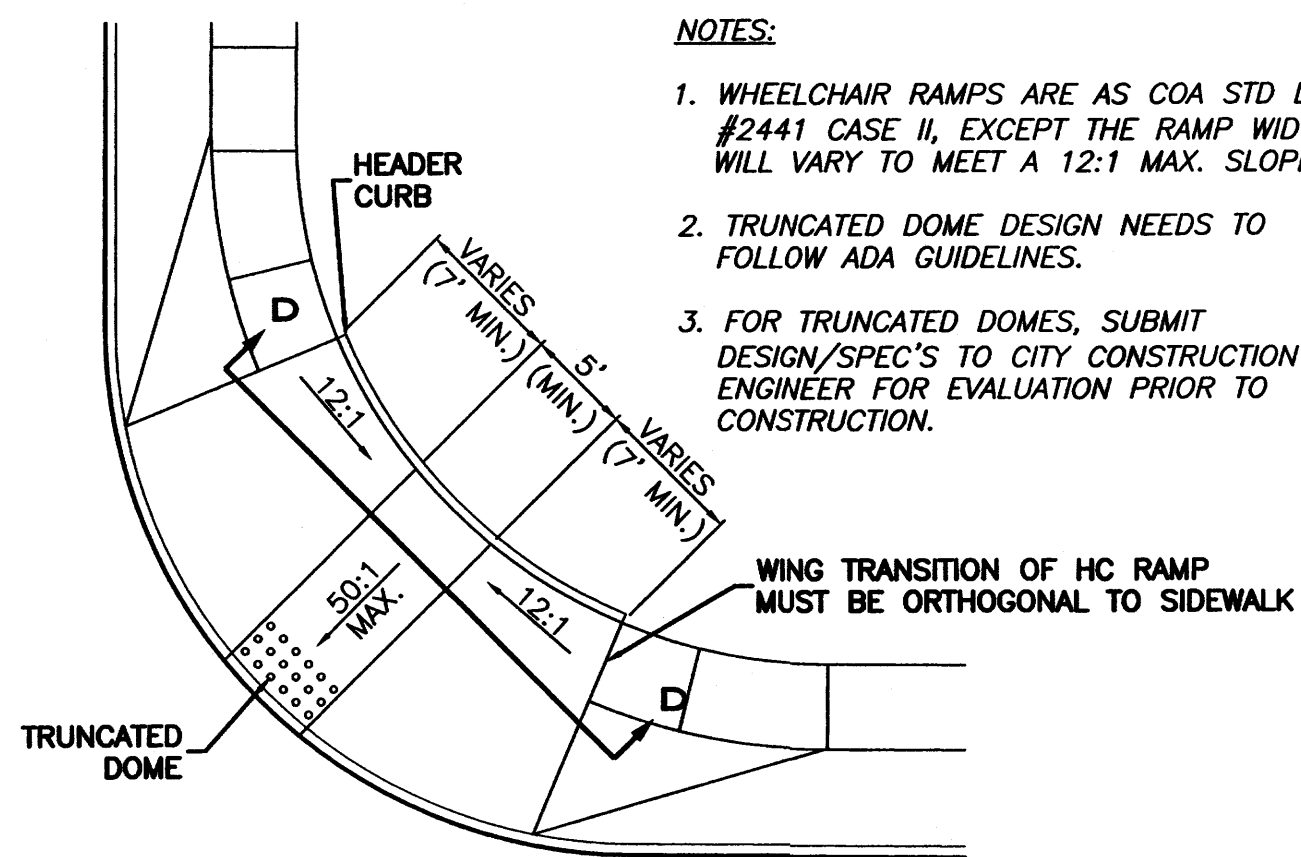 NOTES:
1. WHEELCHAIR RAMPS ARE AS COA STD
#2441 CASE II, EXCEPT THE RAMP
WILL VARY TO MEET A 12:1 MAX.
2. TRUNCATED DOME DESIGN NEEDS TO
FOLLOW ADA GUIDELINES.
3. FOR TRUNCATED DOMES, SUBMIT
DESIGN/SPEC'S TO CITY CONSTRUCTION
ENGINEER FOR EVALUATION PRIOR TO
CONSTRUCTION.
HEADER
CURB
VARIES
(7' MIN.)
5'
(MIN.)
VARIES
(7' MIN.)
D
12:1
50:1
MAX.
12:1
D
WING TRANSITION OF HC RAMP
MUST BE ORTHOGONAL TO SIDEWALK
TRUNCATED
DOME